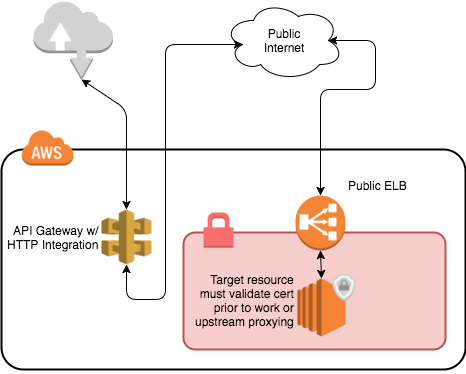 Public
Internet
AWS
Public ELB
API Gateway w/
HTTP Integration
Target resource
must validate cert
prior to work or
upstream proxying